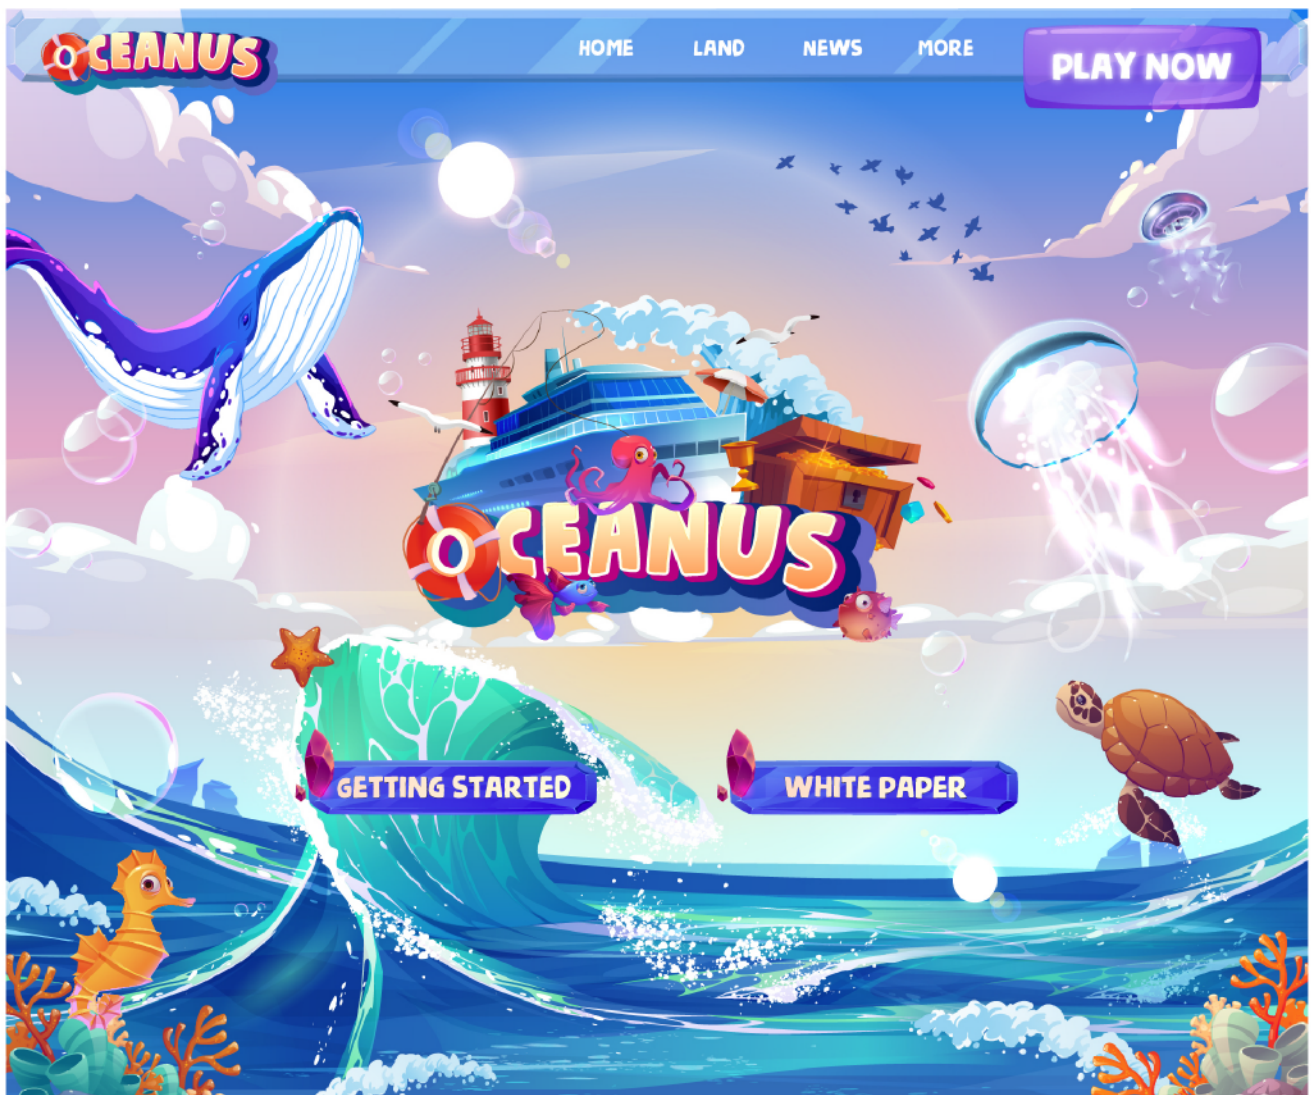 OCEANUS
HOME LAND NEWS MORE
PLAY NOW
OCEANUS
GETTING STARTED
WHITE PAPER